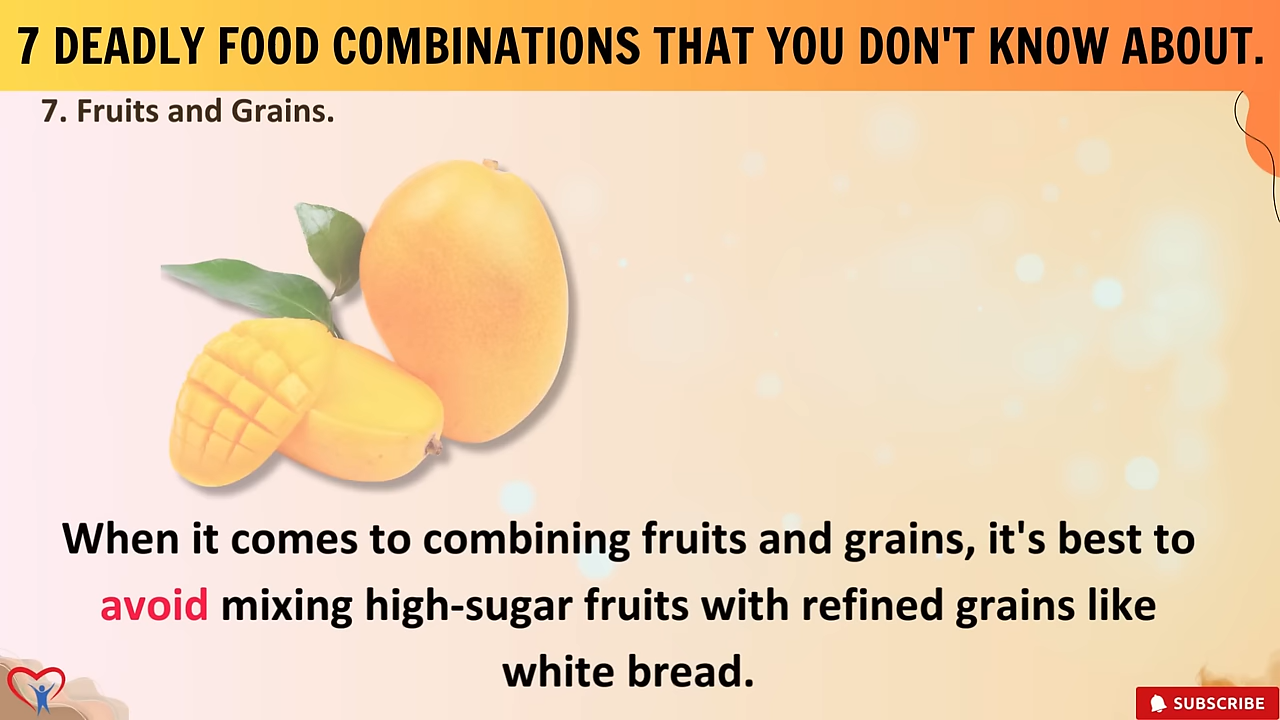 7 DEADLY FOOD COMBINATIONS THAT YOU DON'T KNOW ABOUT.
7. Fruits and Grains.
When it comes to combining fruits and grains, it's best to
avoid mixing high-sugar fruits with refined grains like
white bread.
SUBSCRIBE